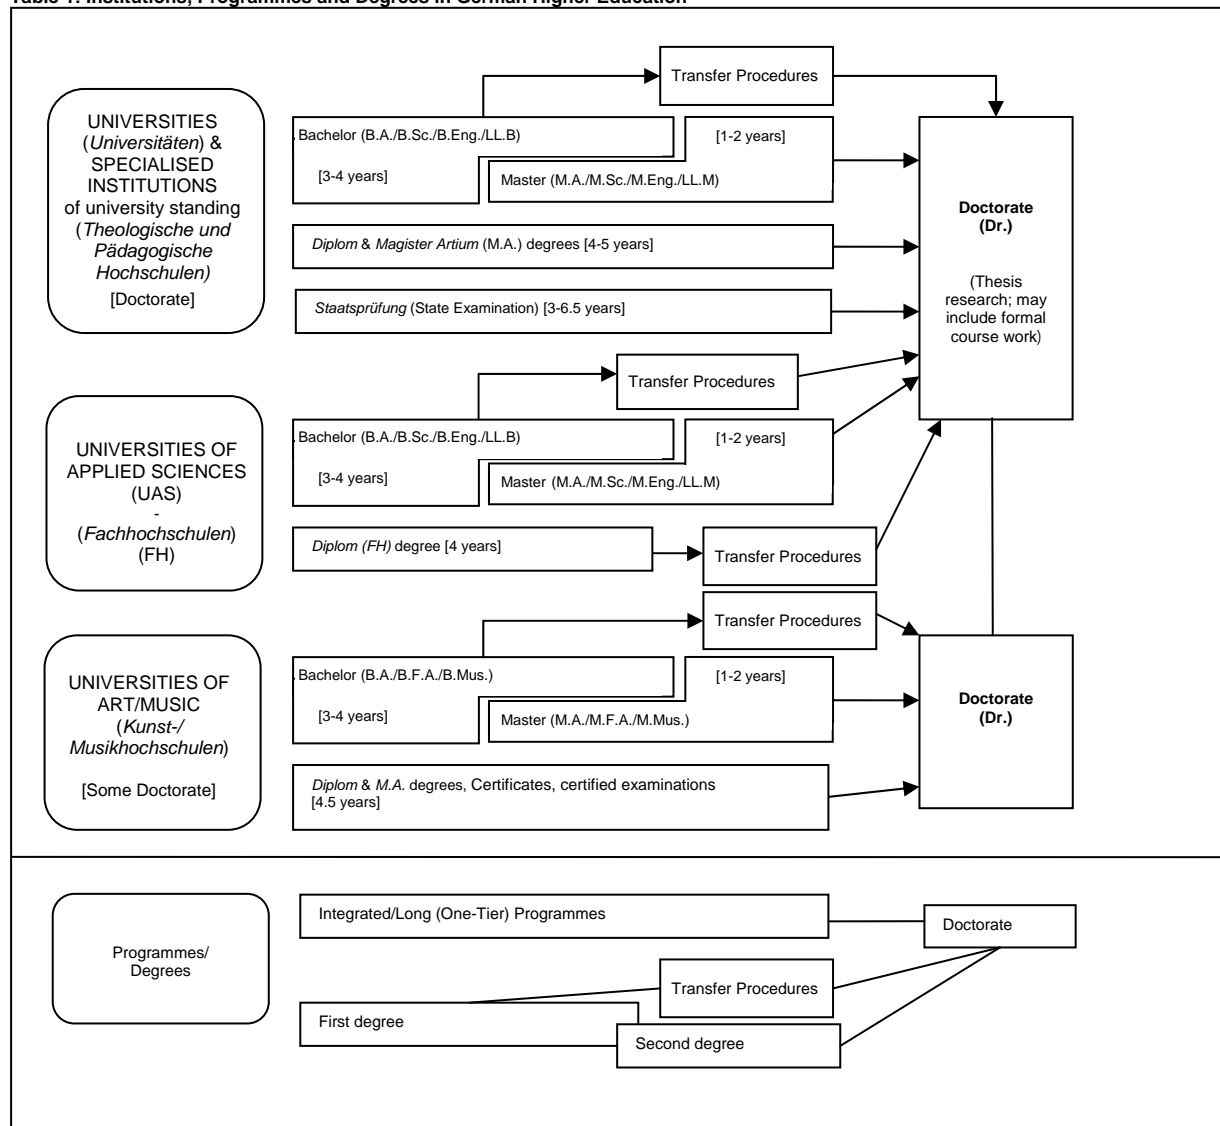 Table 1: Institutions, Programmes and Degrees in German Higher Education
Transfer Procedures
UNIVERSITIES
(Universitäten) &
SPECIALISED
INSTITUTIONS
of university standing
(Theologische und
Pädagogische
Hochschulen)
[Doctorate]
Bachelor (B.A./B.Sc./B.Eng./LL.B)
[3-4 years]
[1-2 years]
Master (M.A./M.Sc./M.Eng./LL.M)
Diplom & Magister Artium (M.A.) degrees [4-5 years]
Staatsprüfung (State Examination) [3-6.5 years]
Doctorate
(Dr.)
(Thesis
research; may
include formal
course work)
Transfer Procedures
UNIVERSITIES OF
APPLIED SCIENCES
(UAS)
-
(Fachhochschulen)
(FH)
Bachelor (B.A./B.Sc./B.Eng./LL.B)
[3-4 years]
[1-2 years]
Master (M.A./M.Sc./M.Eng./LL.M)
Diplom (FH) degree [4 years]
Transfer Procedures
Transfer Procedures
UNIVERSITIES OF
ART/MUSIC
(Kunst-/
Musikhochschulen)
[Some Doctorate]
Bachelor (B.A./B.F.A./B.Mus.)
[3-4 years]
[1-2 years]
Master (M.A./M.F.A./M.Mus.)
Diplom & M.A. degrees, Certificates, certified examinations
[4.5 years]
Doctorate
(Dr.)
Programmes/
Degrees
Integrated/Long (One-Tier) Programmes
Doctorate
Transfer Procedures
First degree
Second degree